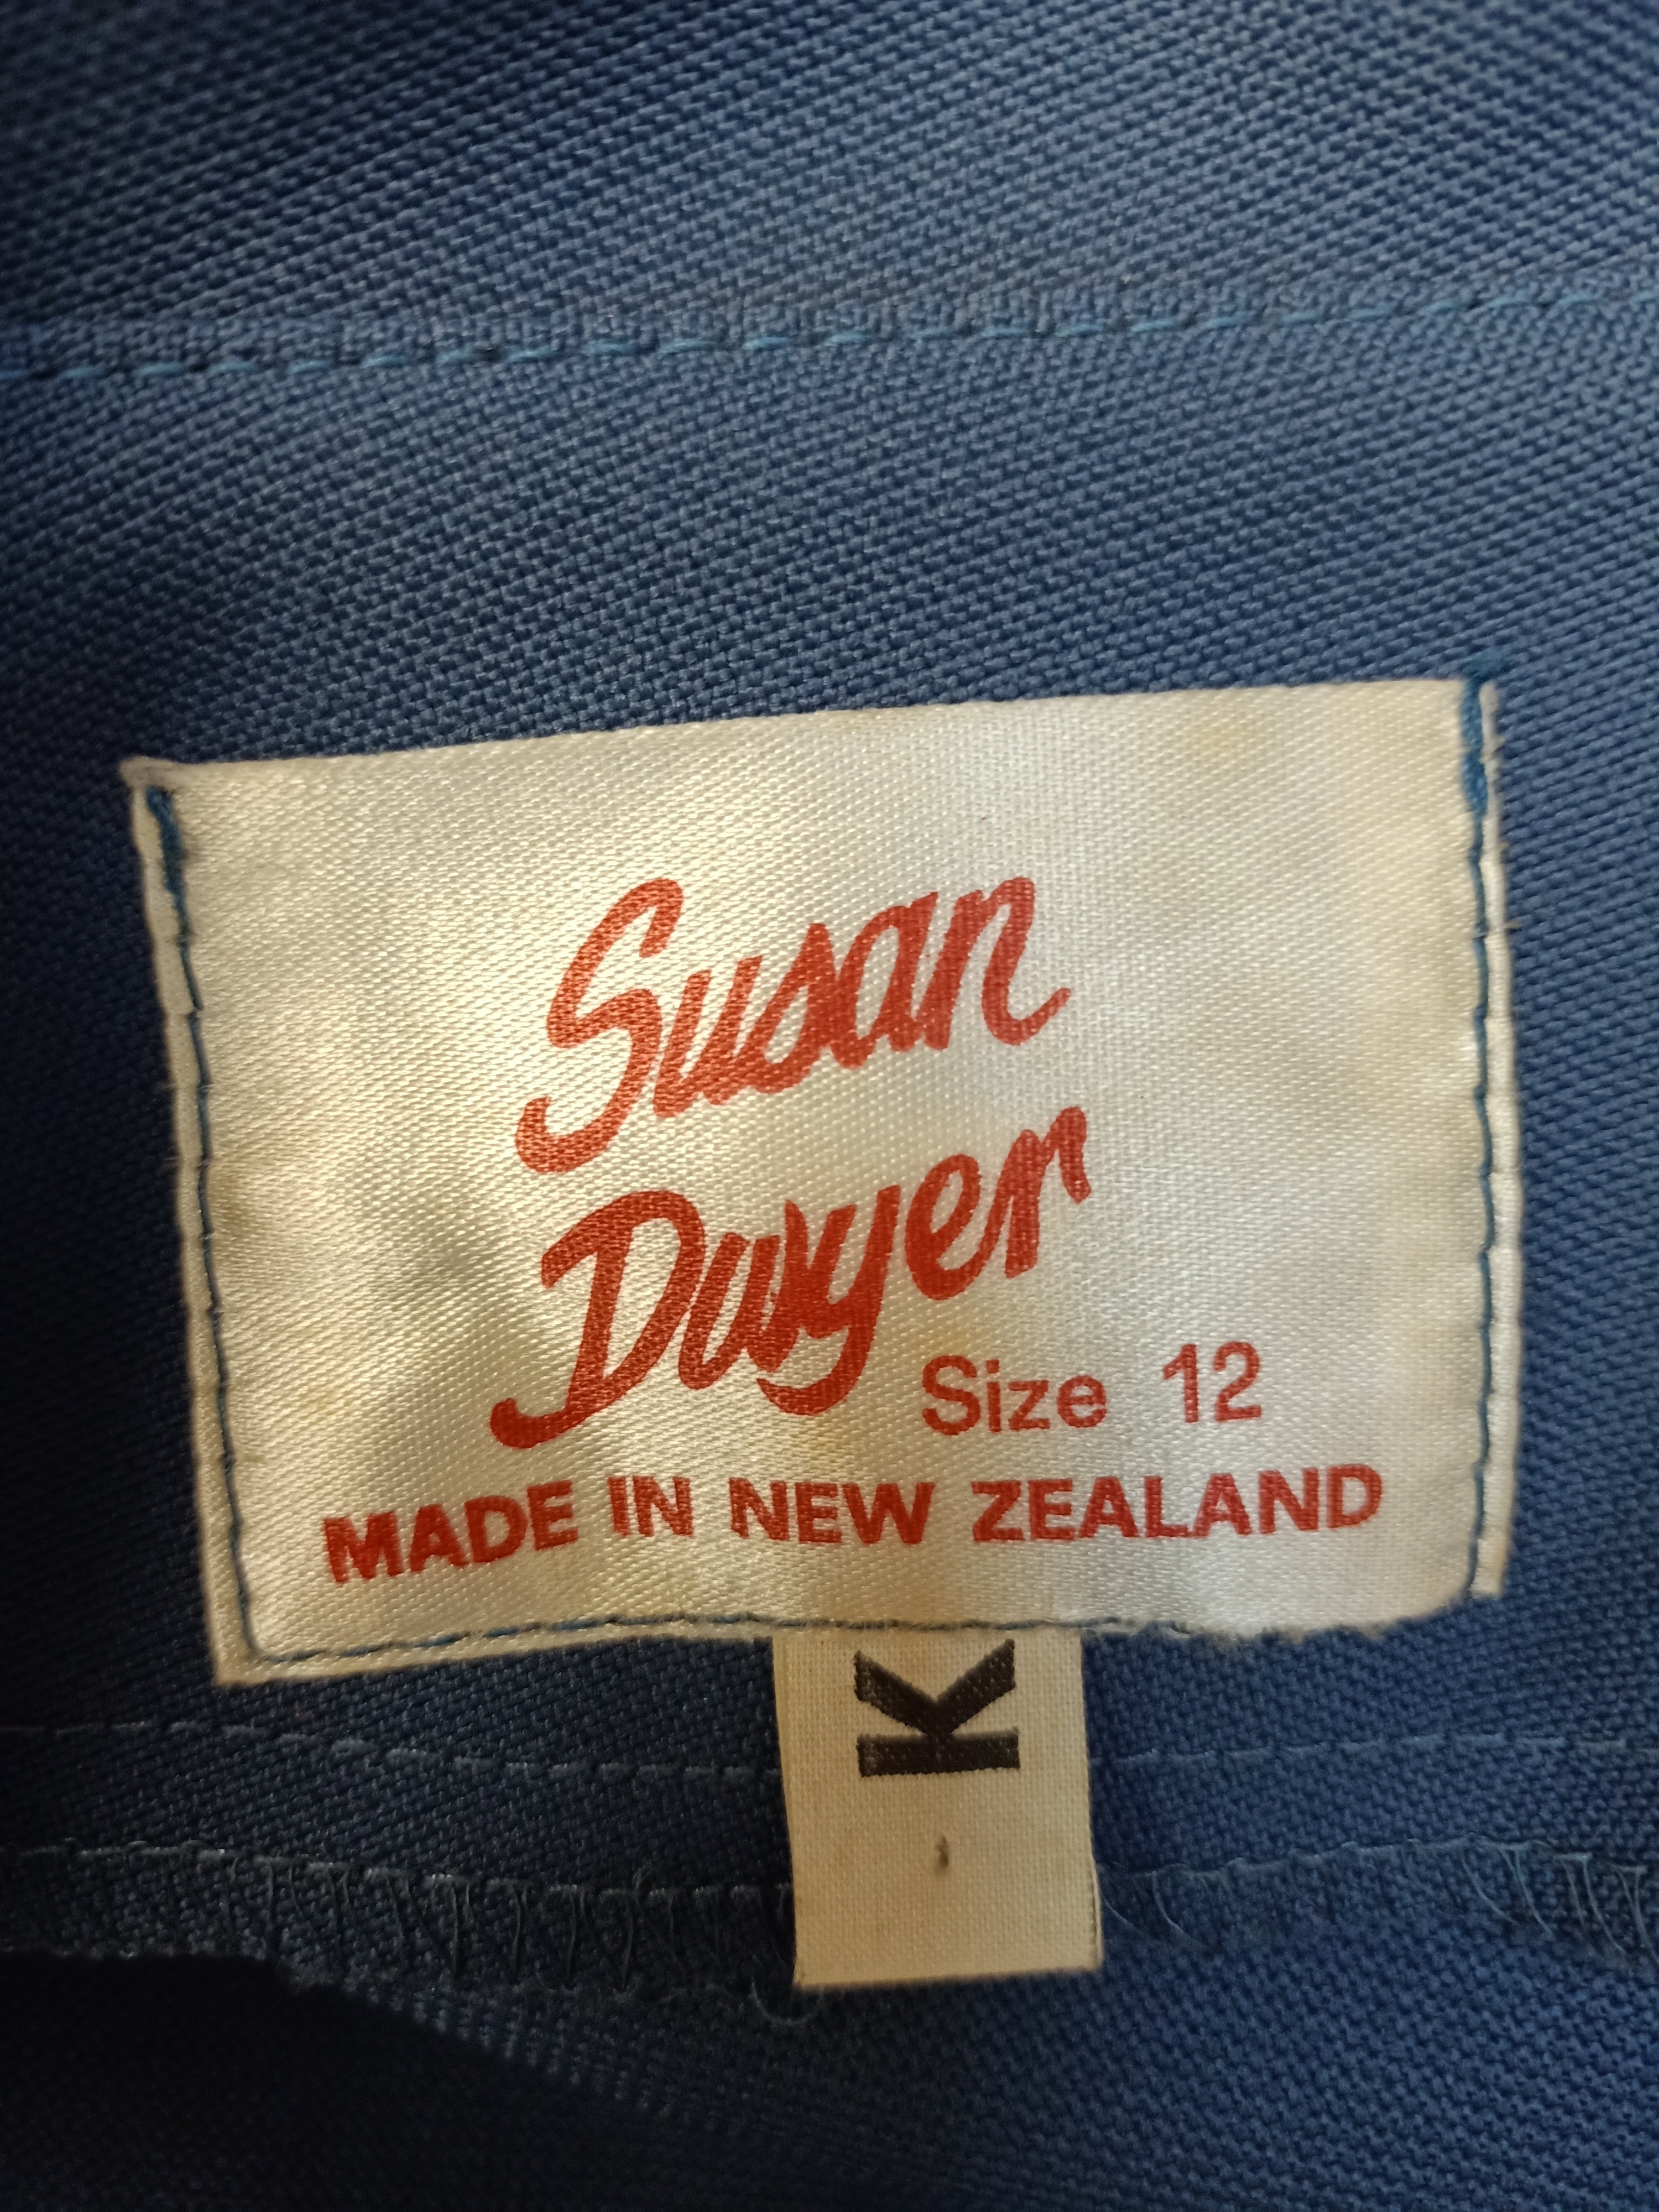 Susan
Dwyer
Size 12
MADE IN NEW ZEALAND
K